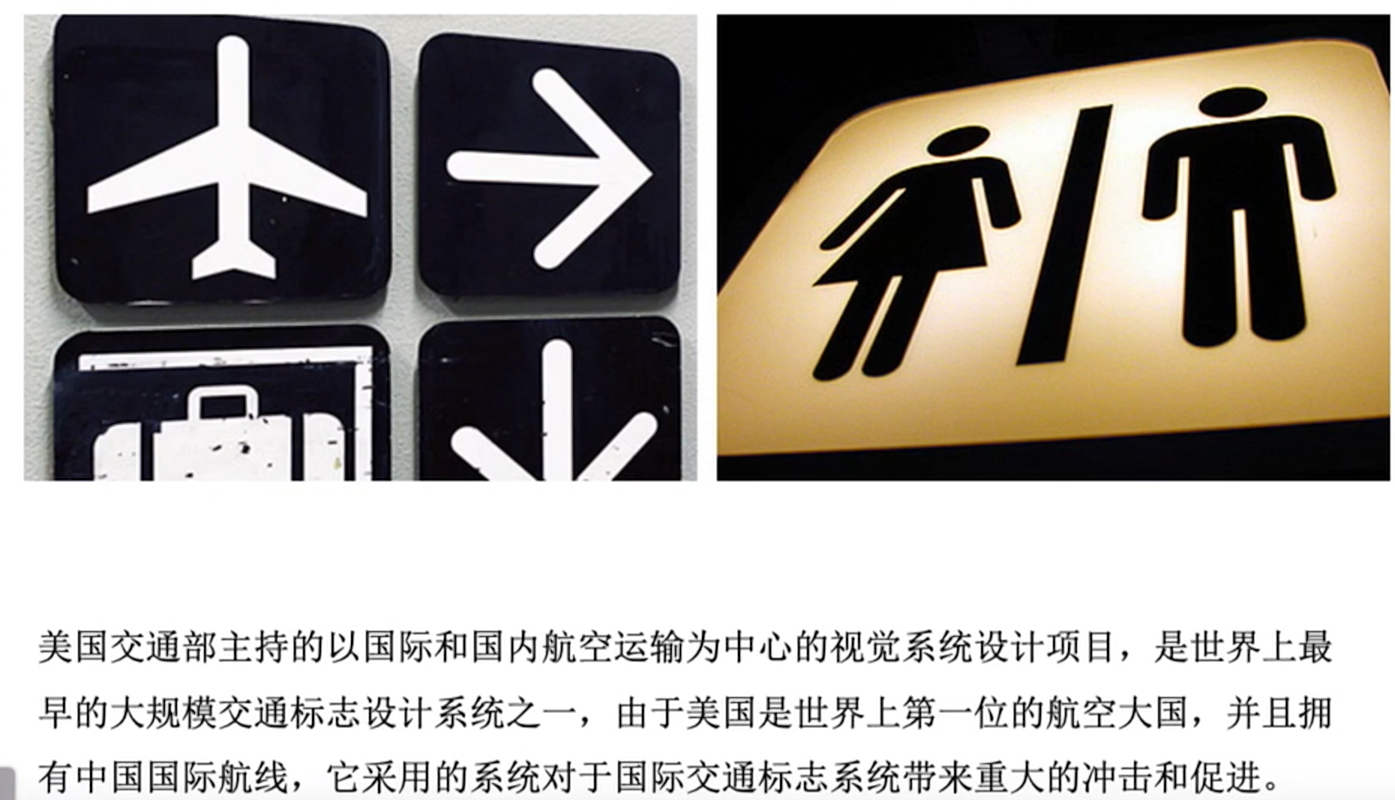 美国交通部主持的以国际和国内航空运输为中心的视觉系统设计项目，是世界上最
早的大规模交通标志设计系统之一，由于美国是世界上第一位的航空大国，并且拥
有中国国际航线，它采用的系统对于国际交通标志系统带来重大的冲击和促进。